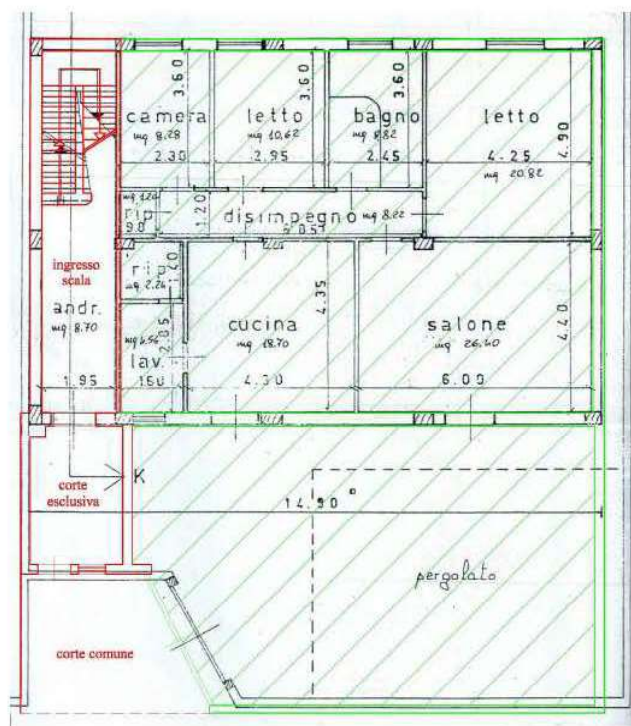 3.60
3.60
3.60
camera
letto
bagno
letto
mq 8.28
mq 10.62
mq 8.82
2.30
2.95
2.45
4.25
4.90
mq 20.82
rip
1.20
disimpegno mq 8.22
ingresso
scala
rip
1.40
mq 2.24
andr.
mq 8.70
cucina
mq 18.70
4.35
salone
mq 26.40
4.40
lav.
1.95
1.60
4.30
6.00
corte
esclusiva
K
14.90
pergolato
corte comune